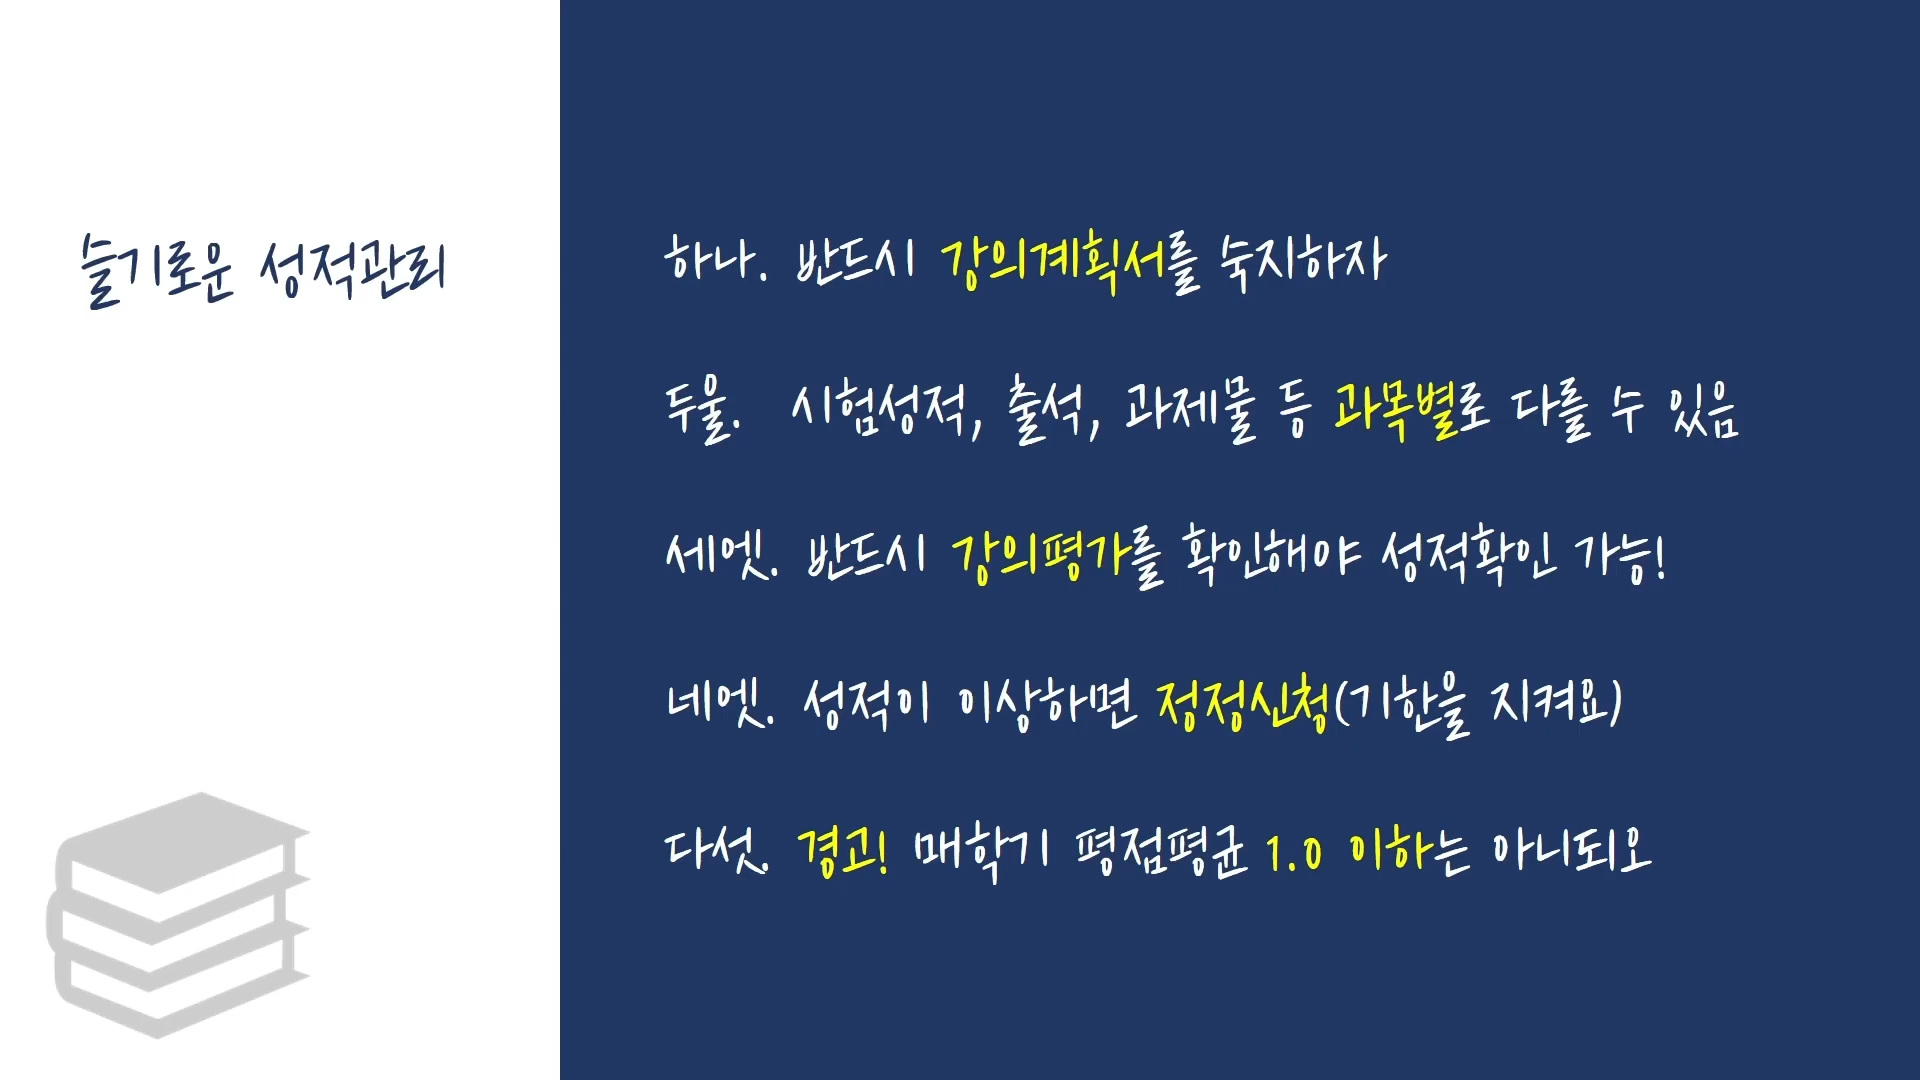 슬기로운 성적관리
하나. 반드시 강의계획서를 숙지하자
두울. 시험성적, 출석, 과제물 등 과목별로 다를 수 있음
세엣. 반드시 강의평가를 확인해야 성적확인 가능!
네엣. 성적이 이상하면 정정신청(기한을 지켜요)
다섯. 경고! 매학기 평점평균 1.0 이하는 아니되오